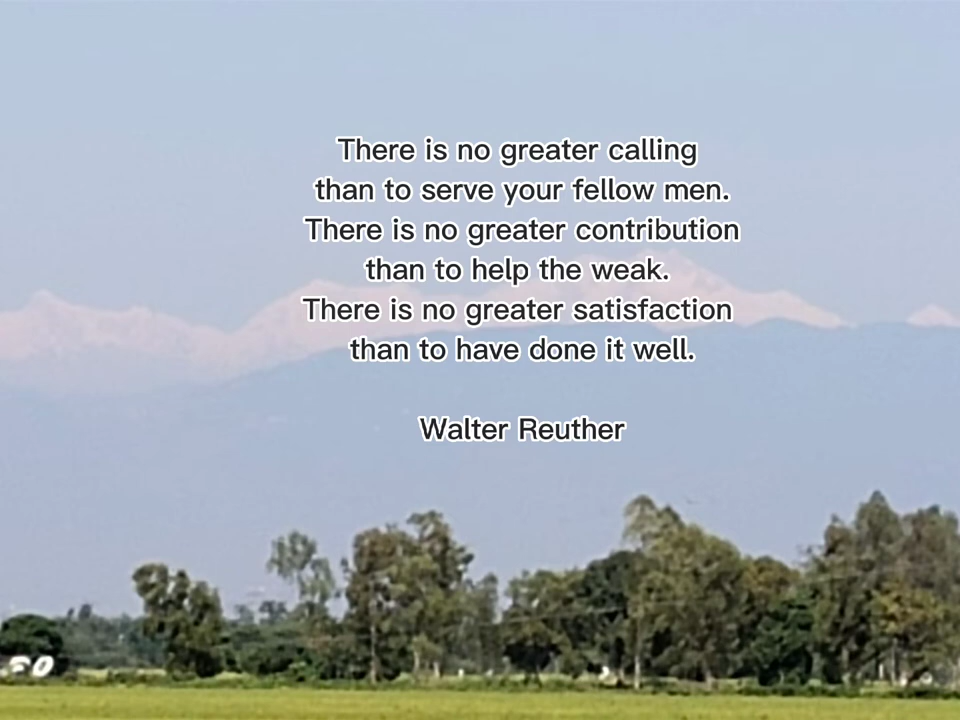 There is no greater calling
than to serve your fellow men.
There is no greater contribution
than to help the weak.
There is no greater satisfaction
than to have done it well.
Walter Reuther